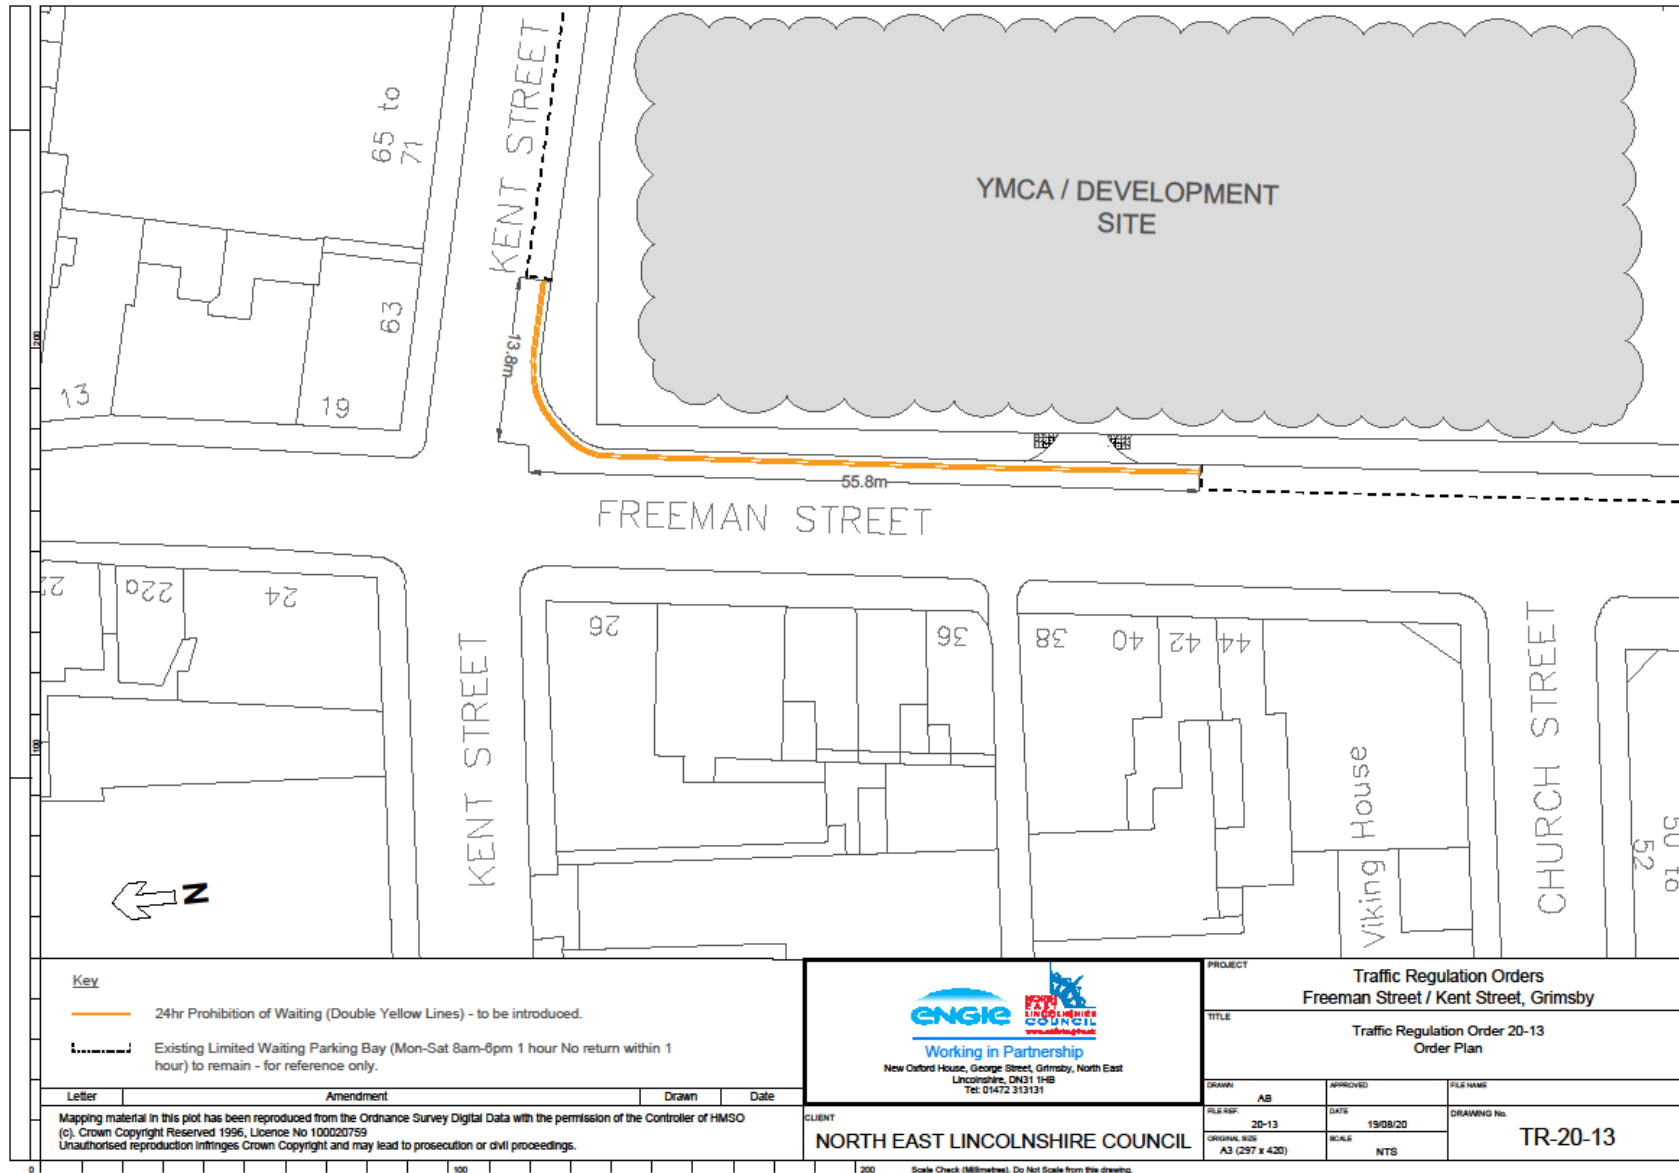 KENT STREET
65 to
71
YMCA / DEVELOPMENT
SITE
63
13.8m
13
19
55.8m
FREEMAN STREET
22a
24
26
36
38
40
42
44
KENT STREET
Viking House
CHURCH STREET
50 to
52
N
200
100
Key
24hr Prohibition of Waiting (Double Yellow Lines) - to be introduced.
Existing Limited Waiting Parking Bay (Mon-Sat 8am-6pm 1 hour No return within 1
hour) to remain - for reference only.
Letter Amendment Drawn Date
Mapping material in this plot has been reproduced from the Ordnance Survey Digital Data with the permission of the Controller of HMSO
(c). Crown Copyright Reserved 1996, Licence No 100020759
Unauthorised reproduction infringes Crown Copyright and may lead to prosecution or civil proceedings.
ENGIE
NORTH
EAST
LINCOLNSHIRE
COUNCIL
Working in Partnership
New Oxford House, George Street, Grimsby, North East
Lincolnshire, DN31 1HB
Tel: 01472 313131
CLIENT
NORTH EAST LINCOLNSHIRE COUNCIL
PROJECT
Traffic Regulation Orders
Freeman Street / Kent Street, Grimsby
TITLE
Traffic Regulation Order 20-13
Order Plan
DRAWN
AB
APPROVED
FILE NAME
FILE REF.
20-13
DATE
19/08/20
DRAWING No.
TR-20-13
ORIGINAL SIZE
A3 (297 x 420)
SCALE
NTS
0
100
200
Scale Check (Millimetres). Do Not Scale from this drawing.